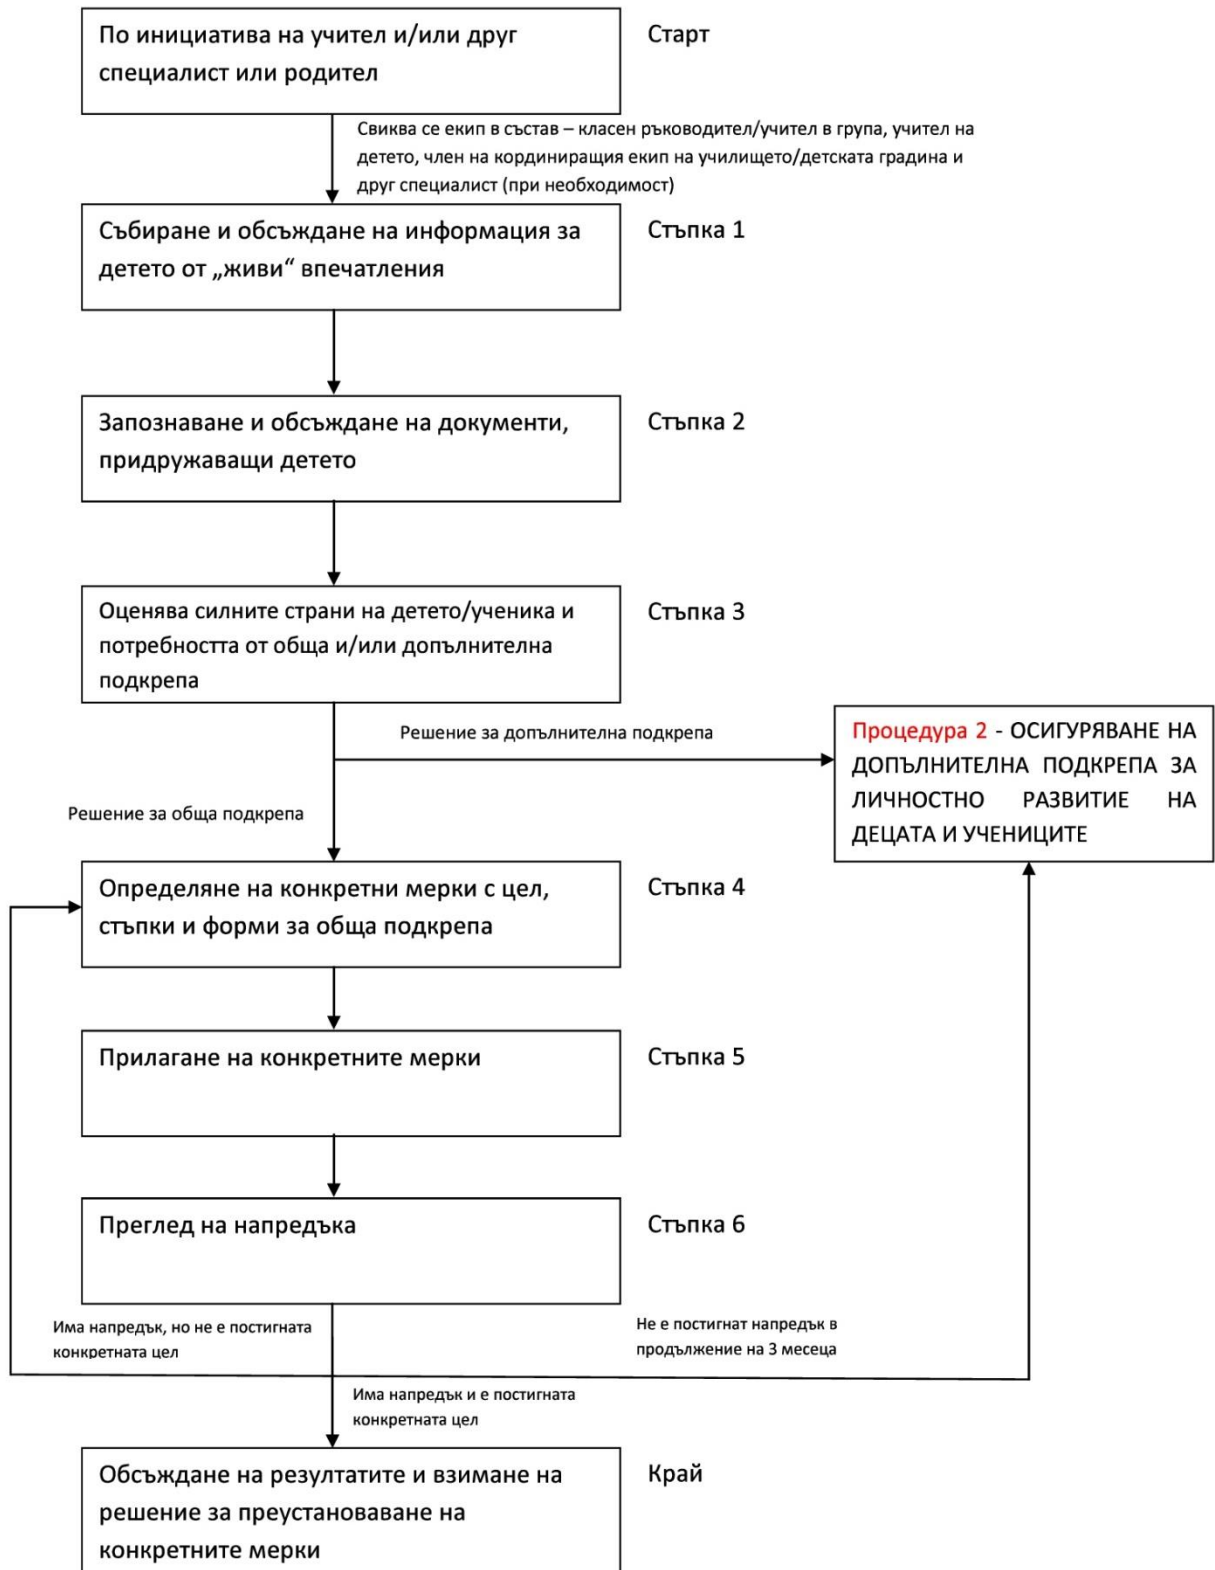 По инициатива на учител и/или друг
специалист или родител
Старт
Свиква се екип в състав – класен ръководител/учител в група, учител на
детето, член на кординиращия екип на училището/детската градина и
друг специалист (при необходимост)
Събиране и обсъждане на информация за
детето от „живи“ впечатления
Стъпка 1
Запознаване и обсъждане на документи,
придружаващи детето
Стъпка 2
Оценява силните страни на детето/ученика и
потребността от обща и/или допълнителна
подкрепа
Стъпка 3
Решение за допълнителна подкрепа
Процедура 2 - ОСИГУРЯВАНЕ НА
ДОПЪЛНИТЕЛНА ПОДКРЕПА ЗА
ЛИЧНОСТНО РАЗВИТИЕ НА
ДЕЦАТА И УЧЕНИЦИТЕ
Решение за обща подкрепа
Определяне на конкретни мерки с цел,
стъпки и форми за обща подкрепа
Стъпка 4
Прилагане на конкретните мерки
Стъпка 5
Преглед на напредъка
Стъпка 6
Има напредък, но не е постигната
конкретната цел
Не е постигнат напредък в
продължение на 3 месеца
Има напредък и е постигната
конкретната цел
Обсъждане на резултатите и взимане на
решение за преустановаване на
конкретните мерки
Край